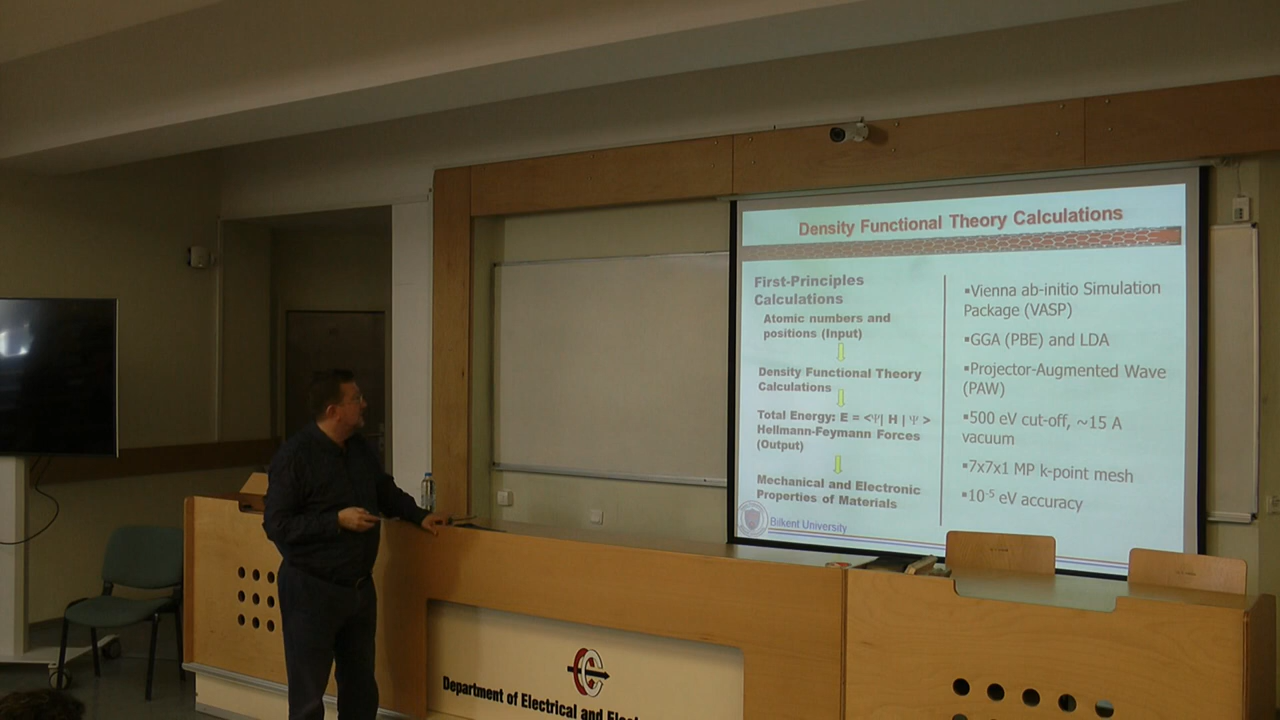 Density Functional Theory Calculations
First-Principles
Calculations
Atomic numbers and
positions (Input)
Density Functional Theory
Calculations
Total Energy: E = <Ψ| H | Ψ >
Hellmann-Feymann Forces
(Output)
Mechanical and Electronic
Properties of Materials
Bilkent University
▪Vienna ab-initio Simulation
Package (VASP)
▪GGA (PBE) and LDA
▪Projector-Augmented Wave
(PAW)
▪500 eV cut-off, ~15 A
vacuum
▪7x7x1 MP k-point mesh
▪10⁻⁵ eV accuracy
Department of Electrical and